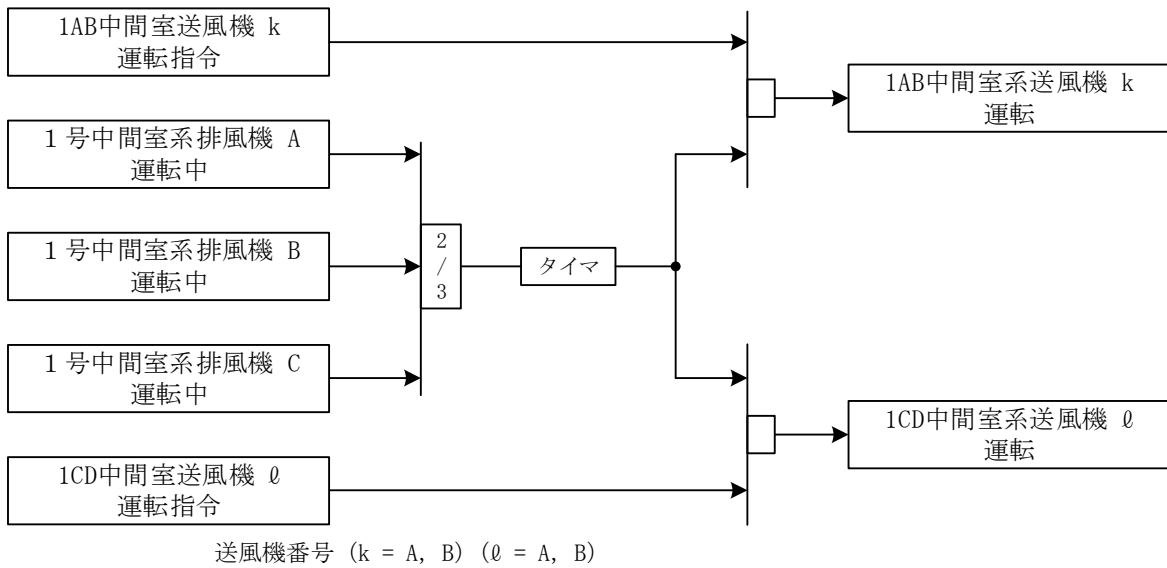 1AB中間室送風機 k
運転指令
1号中間室系排風機 A
運転中
1号中間室系排風機 B
運転中
1号中間室系排風機 C
運転中
1CD中間室送風機 ℓ
運転指令
2
/
3
タイマ
1AB中間室系送風機 k
運転
1CD中間室系送風機 ℓ
運転
送風機番号 (k = A, B) (ℓ = A, B)